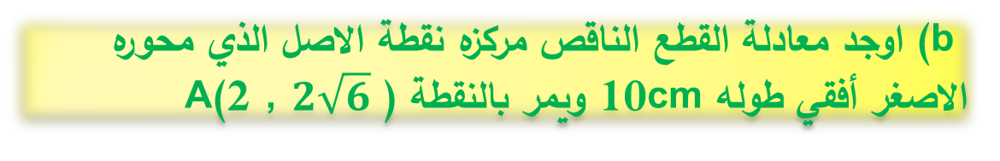 b) اوجد معادلة القطع الناقص مركزه نقطة الاصل الذي محوره
الاصغر أفقي طوله 10cm ويمر بالنقطة A(2 , 2√6 )